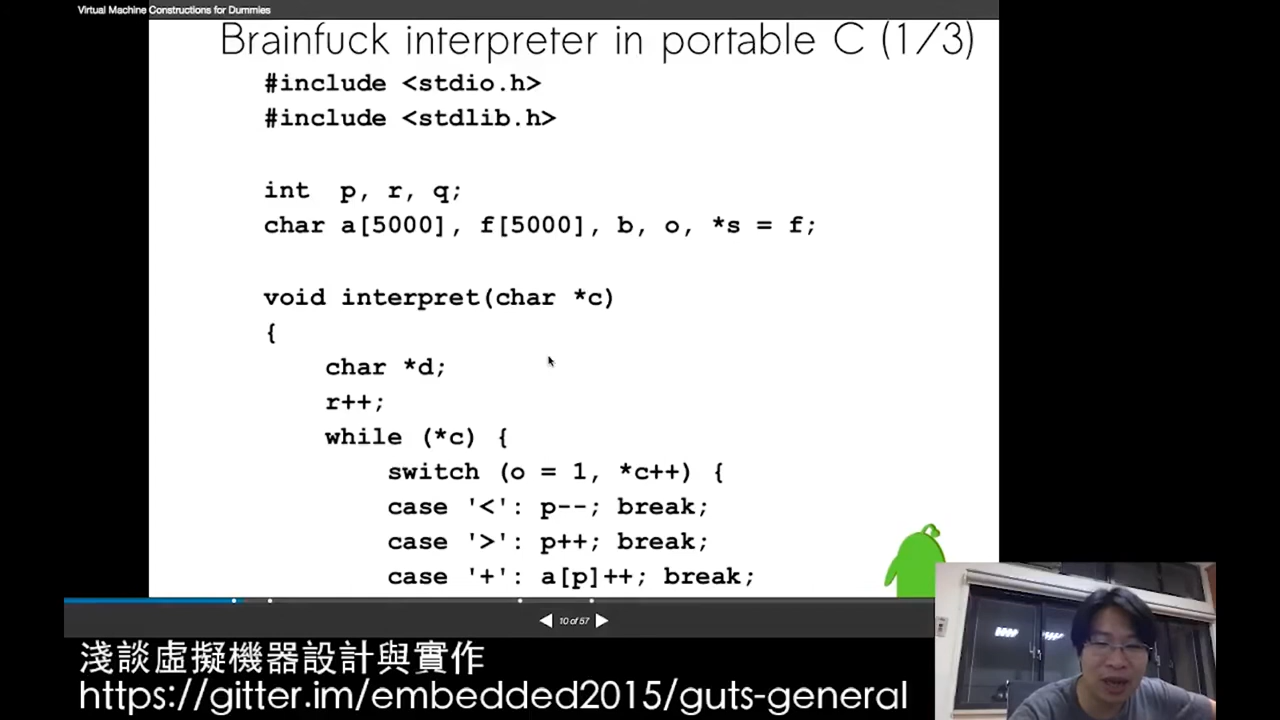 Virtual Machine Constructions for Dummies
Brainfuck interpreter in portable C (1/3)
#include <stdio.h>
#include <stdlib.h>
int  p, r, q;
char a[5000], f[5000], b, o, *s = f;
void interpret(char *c)
{
    char *d;
    r++;
    while (*c) {
        switch (o = 1, *c++) {
        case '<': p--; break;
        case '>': p++; break;
        case '+': a[p]++; break;
10 of 57
淺談虛擬機器設計與實作
https://gitter.im/embedded2015/guts-general